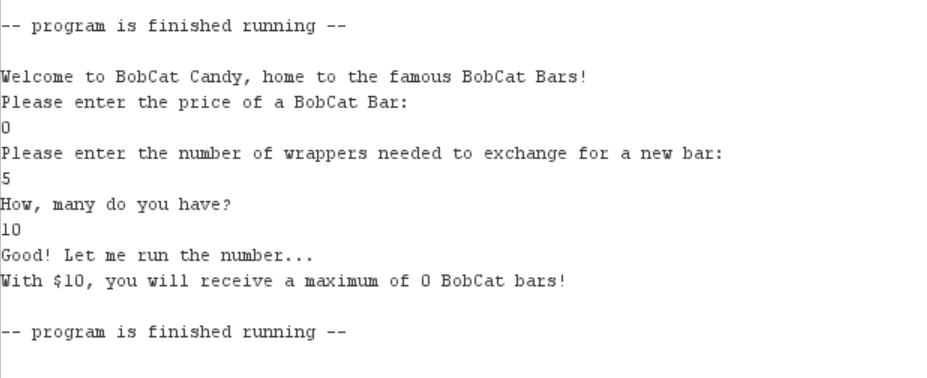 -- program is finished running --
Welcome to BobCat Candy, home to the famous BobCat Bars!
Please enter the price of a BobCat Bar:
0
Please enter the number of wrappers needed to exchange for a new bar:
5
How, many do you have?
10
Good! Let me run the number...
With $10, you will receive a maximum of 0 BobCat bars!
-- program is finished running --